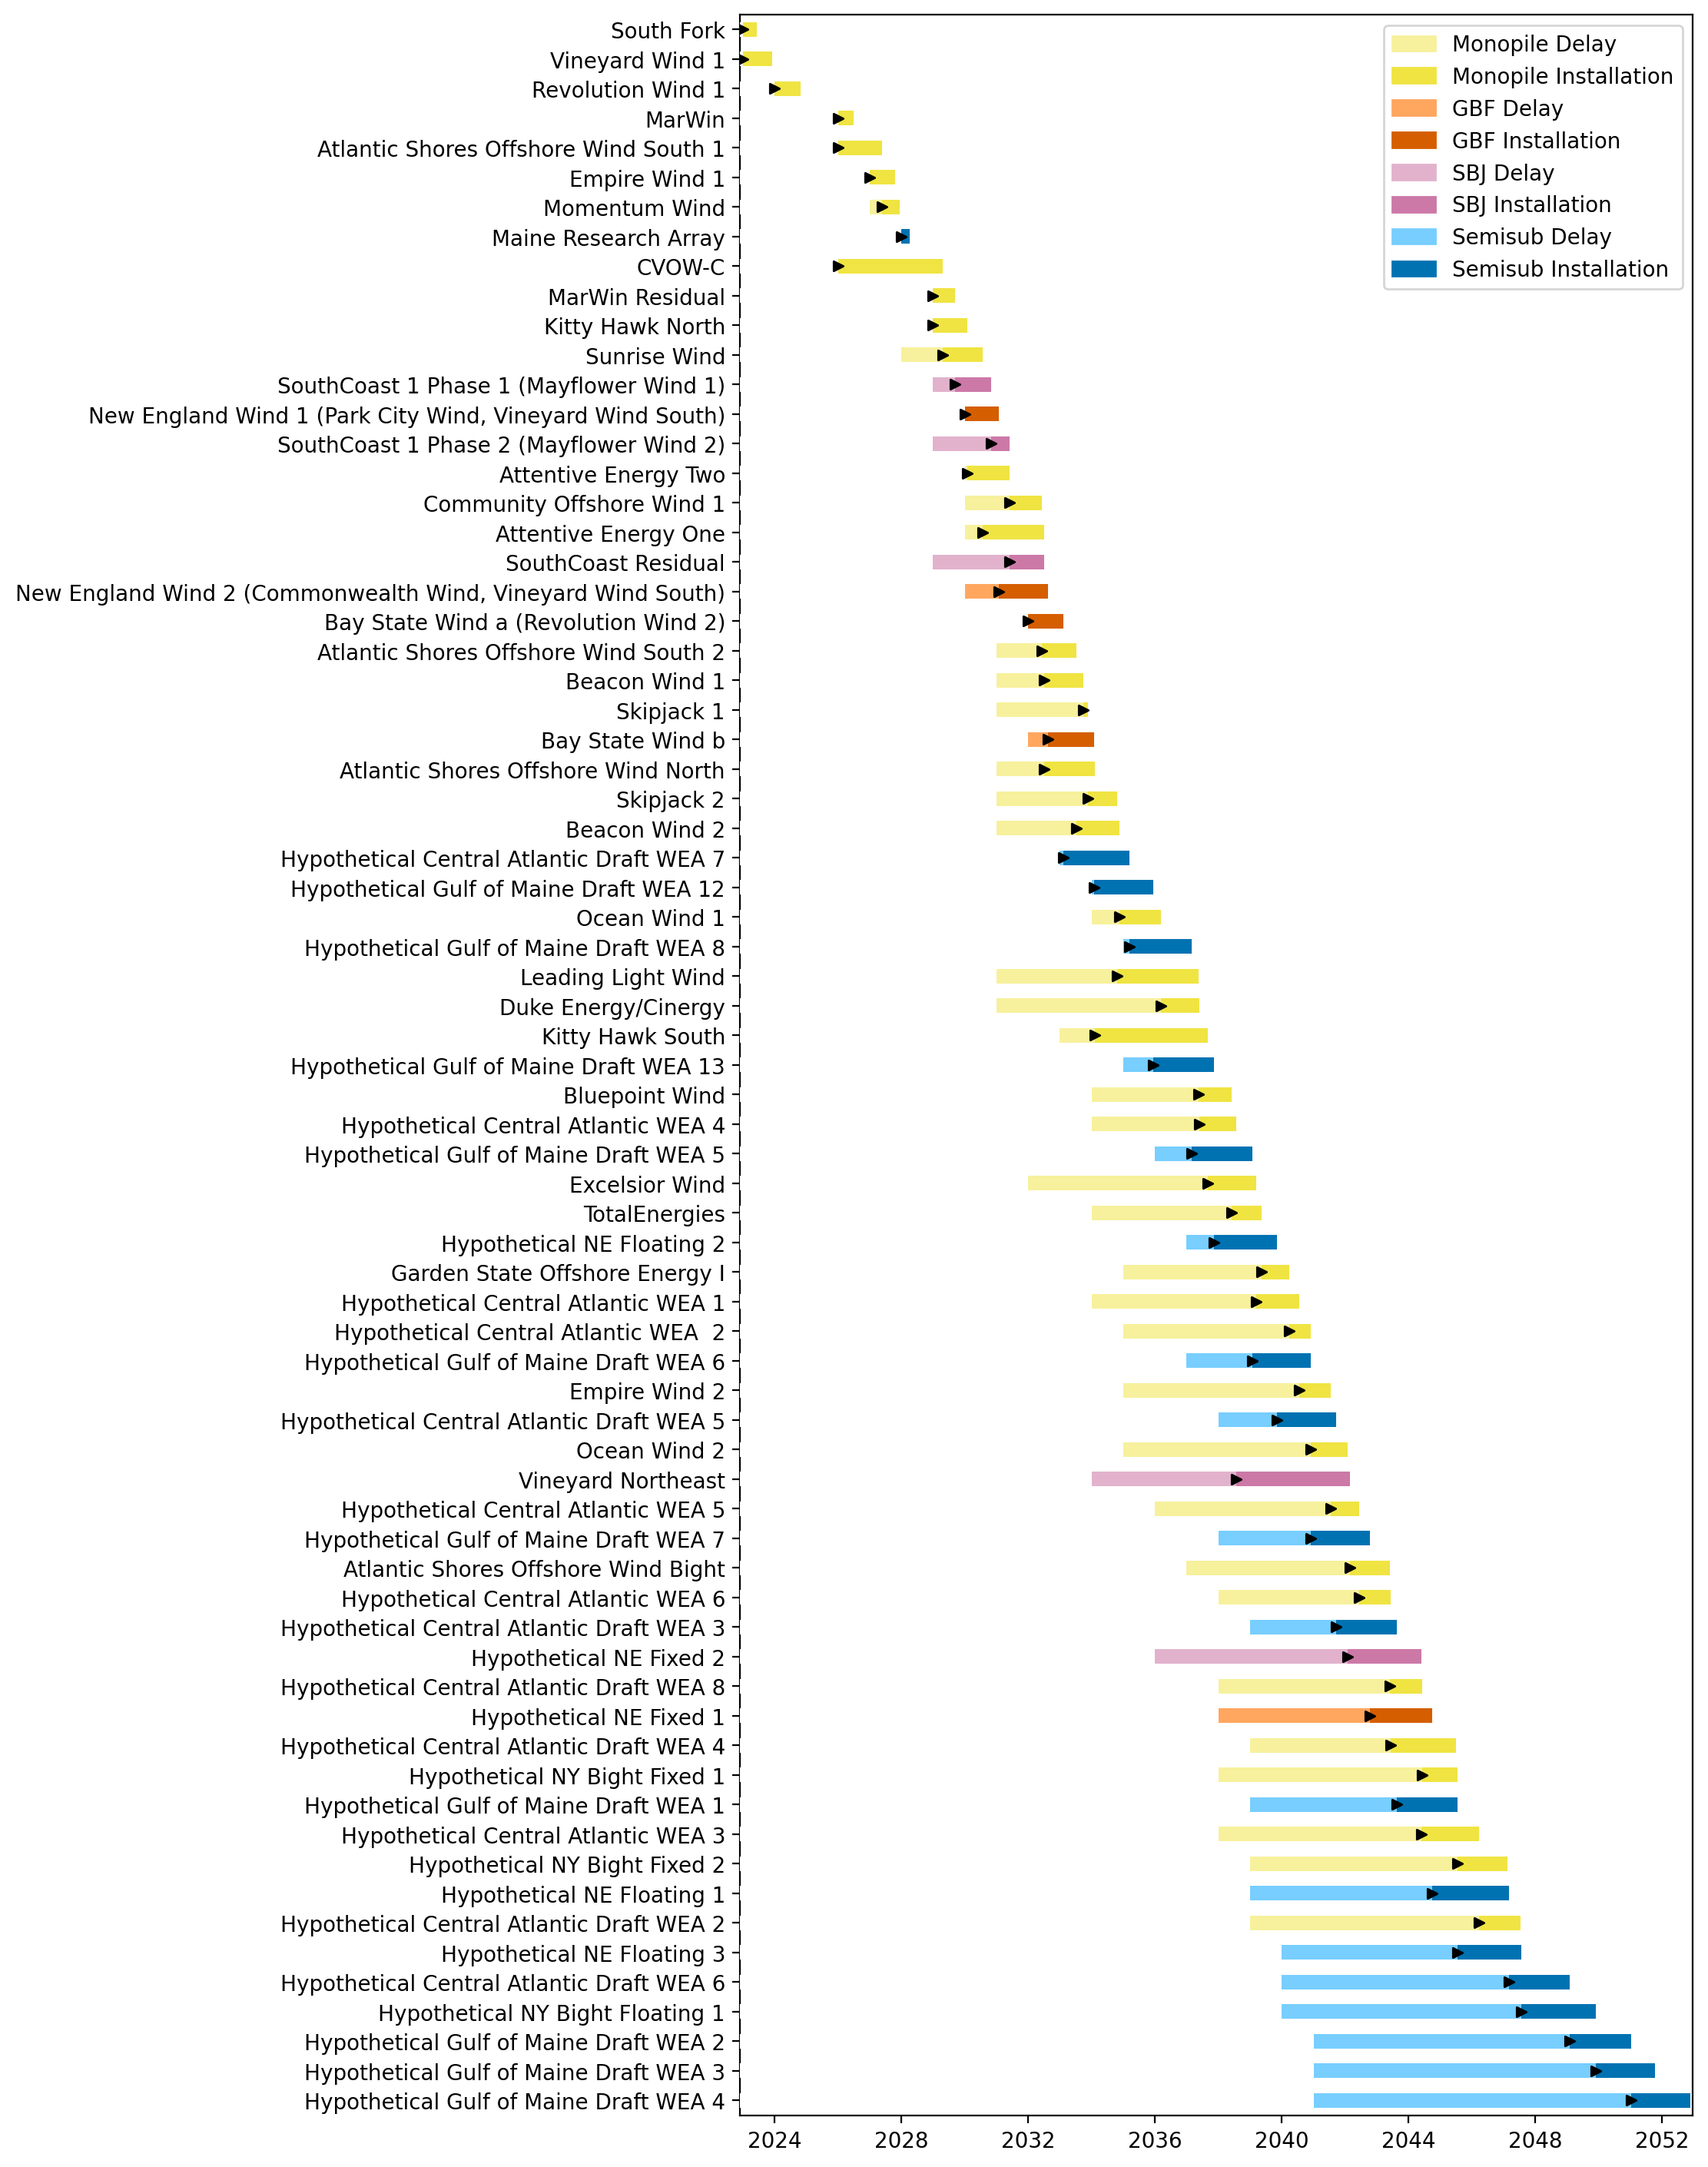 South Fork
Vineyard Wind 1
Revolution Wind 1
MarWin
Atlantic Shores Offshore Wind South 1
Empire Wind 1
Momentum Wind
Maine Research Array
CVOW-C
MarWin Residual
Kitty Hawk North
Sunrise Wind
SouthCoast 1 Phase 1 (Mayflower Wind 1)
New England Wind 1 (Park City Wind, Vineyard Wind South)
SouthCoast 1 Phase 2 (Mayflower Wind 2)
Attentive Energy Two
Community Offshore Wind 1
Attentive Energy One
SouthCoast Residual
New England Wind 2 (Commonwealth Wind, Vineyard Wind South)
Bay State Wind a (Revolution Wind 2)
Atlantic Shores Offshore Wind South 2
Beacon Wind 1
Skipjack 1
Bay State Wind b
Atlantic Shores Offshore Wind North
Skipjack 2
Beacon Wind 2
Hypothetical Central Atlantic Draft WEA 7
Hypothetical Gulf of Maine Draft WEA 12
Ocean Wind 1
Hypothetical Gulf of Maine Draft WEA 8
Leading Light Wind
Duke Energy/Cinergy
Kitty Hawk South
Hypothetical Gulf of Maine Draft WEA 13
Bluepoint Wind
Hypothetical Central Atlantic WEA 4
Hypothetical Gulf of Maine Draft WEA 5
Excelsior Wind
TotalEnergies
Hypothetical NE Floating 2
Garden State Offshore Energy I
Hypothetical Central Atlantic WEA 1
Hypothetical Central Atlantic WEA  2
Hypothetical Gulf of Maine Draft WEA 6
Empire Wind 2
Hypothetical Central Atlantic Draft WEA 5
Ocean Wind 2
Vineyard Northeast
Hypothetical Central Atlantic WEA 5
Hypothetical Gulf of Maine Draft WEA 7
Atlantic Shores Offshore Wind Bight
Hypothetical Central Atlantic WEA 6
Hypothetical Central Atlantic Draft WEA 3
Hypothetical NE Fixed 2
Hypothetical Central Atlantic Draft WEA 8
Hypothetical NE Fixed 1
Hypothetical Central Atlantic Draft WEA 4
Hypothetical NY Bight Fixed 1
Hypothetical Gulf of Maine Draft WEA 1
Hypothetical Central Atlantic WEA 3
Hypothetical NY Bight Fixed 2
Hypothetical NE Floating 1
Hypothetical Central Atlantic Draft WEA 2
Hypothetical NE Floating 3
Hypothetical Central Atlantic Draft WEA 6
Hypothetical NY Bight Floating 1
Hypothetical Gulf of Maine Draft WEA 2
Hypothetical Gulf of Maine Draft WEA 3
Hypothetical Gulf of Maine Draft WEA 4
Monopile Delay
Monopile Installation
GBF Delay
GBF Installation
SBJ Delay
SBJ Installation
Semisub Delay
Semisub Installation
2024 2028 2032 2036 2040 2044 2048 2052